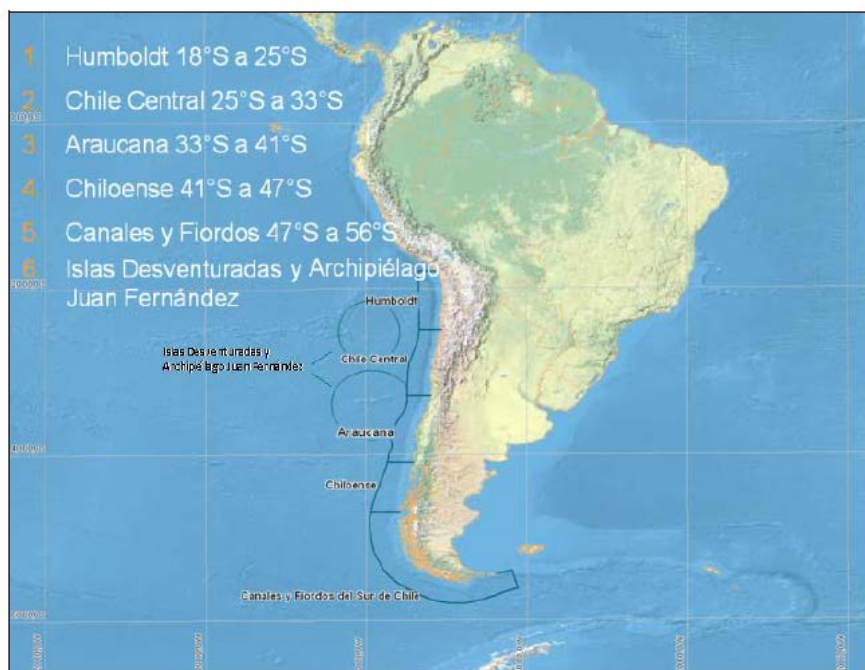 1 Humboldt 18°S a 25°S
2 Chile Central 25°S a 33°S
3 Araucana 33°S a 41°S
4 Chiloense 41°S a 47°S
5 Canales y Fiordos 47°S a 56°S
6 Islas Desventuradas y Archipiélago
Juan Fernández
Humboldt
Islas Desventuradas y
Archipiélago Juan Fernández
Chile Central
Araucana
Chiloense
Canales y Fiordos del Sur de Chile